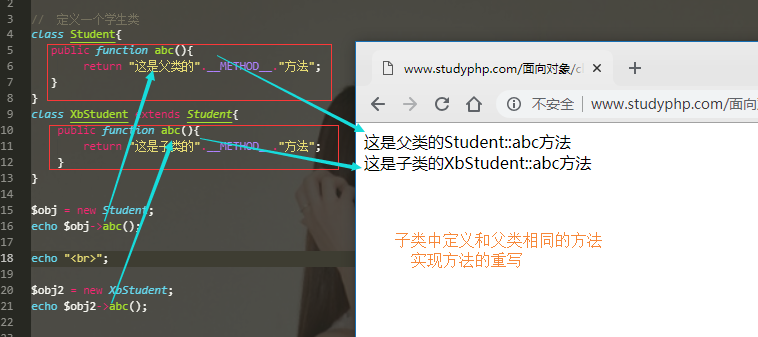 2
3 // 定义一个学生类
4 class Student{
5 public function abc(){
6 return "这是父类的".__METHOD__."方法";
7 }
8 }
9 class XbStudent extends Student{
10 public function abc(){
11 return "这是子类的".__METHOD__."方法";
12 }
13 }
14
15 $obj = new Student;
16 echo $obj->abc();
17
18 echo "<br>";
19
20 $obj2 = new XbStudent;
21 echo $obj2->abc();
22
www.studyphp.com/面向对象/cl
不安全 | www.studyphp.com/面向
这是父类的Student::abc方法
这是子类的XbStudent::abc方法
子类中定义和父类相同的方法
实现方法的重写